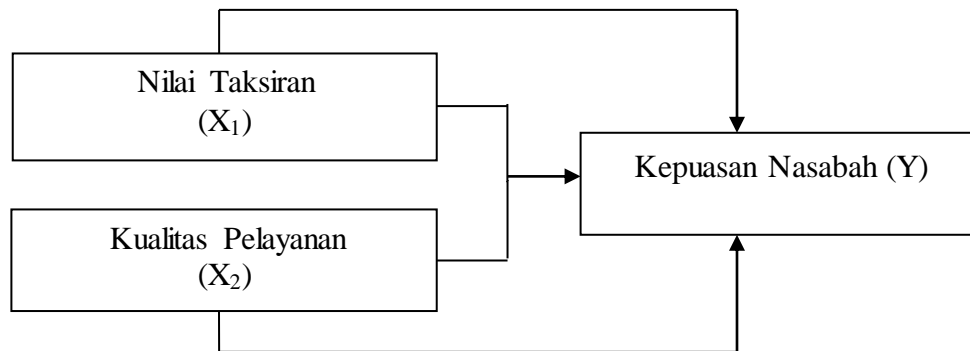 Nilai Taksiran
(X₁)
Kepuasan Nasabah (Y)
Kualitas Pelayanan
(X₂)